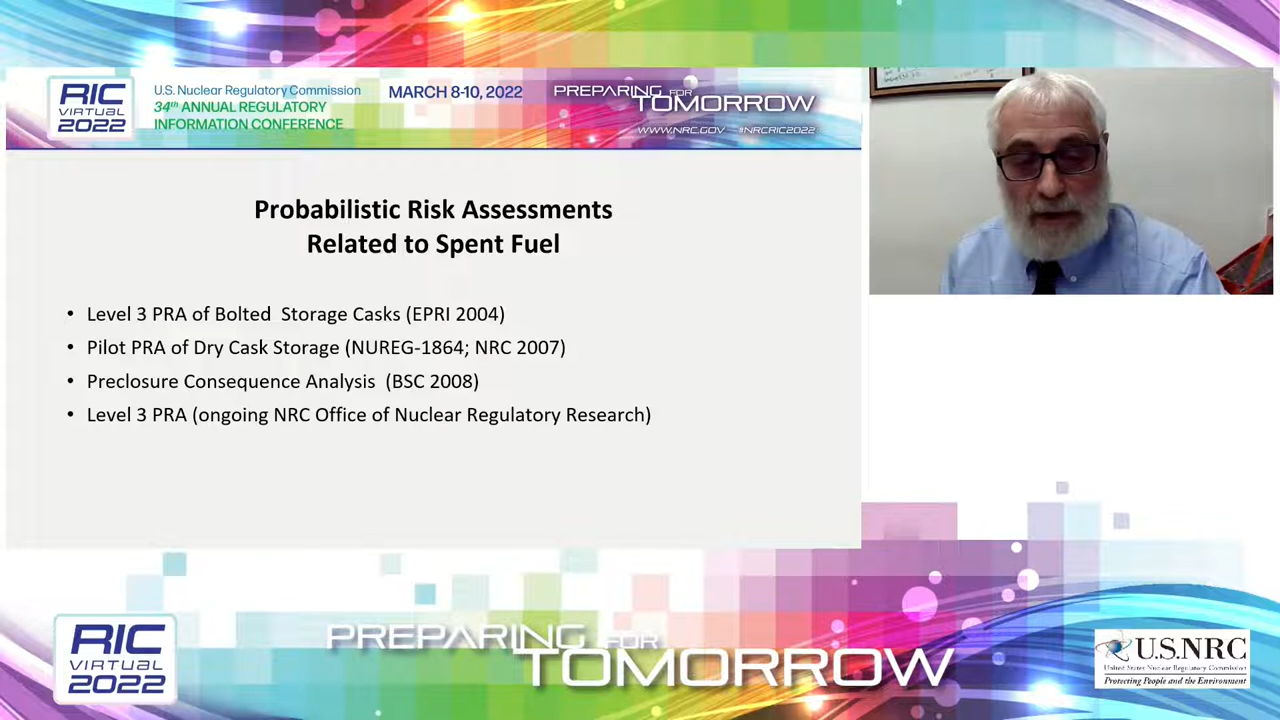 RIC
VIRTUAL
2022
U.S. Nuclear Regulatory Commission
34th ANNUAL REGULATORY
INFORMATION CONFERENCE
MARCH 8-10, 2022
PREPARING FOR
TOMORROW
WWW.NRC.GOV #NRCRIC2022
Probabilistic Risk Assessments
Related to Spent Fuel
• Level 3 PRA of Bolted Storage Casks (EPRI 2004)
• Pilot PRA of Dry Cask Storage (NUREG-1864; NRC 2007)
• Preclosure Consequence Analysis (BSC 2008)
• Level 3 PRA (ongoing NRC Office of Nuclear Regulatory Research)
RIC
VIRTUAL
2022
PREPARING FOR
TOMORROW
U.S.NRC
United States Nuclear Regulatory Commission
Protecting People and the Environment